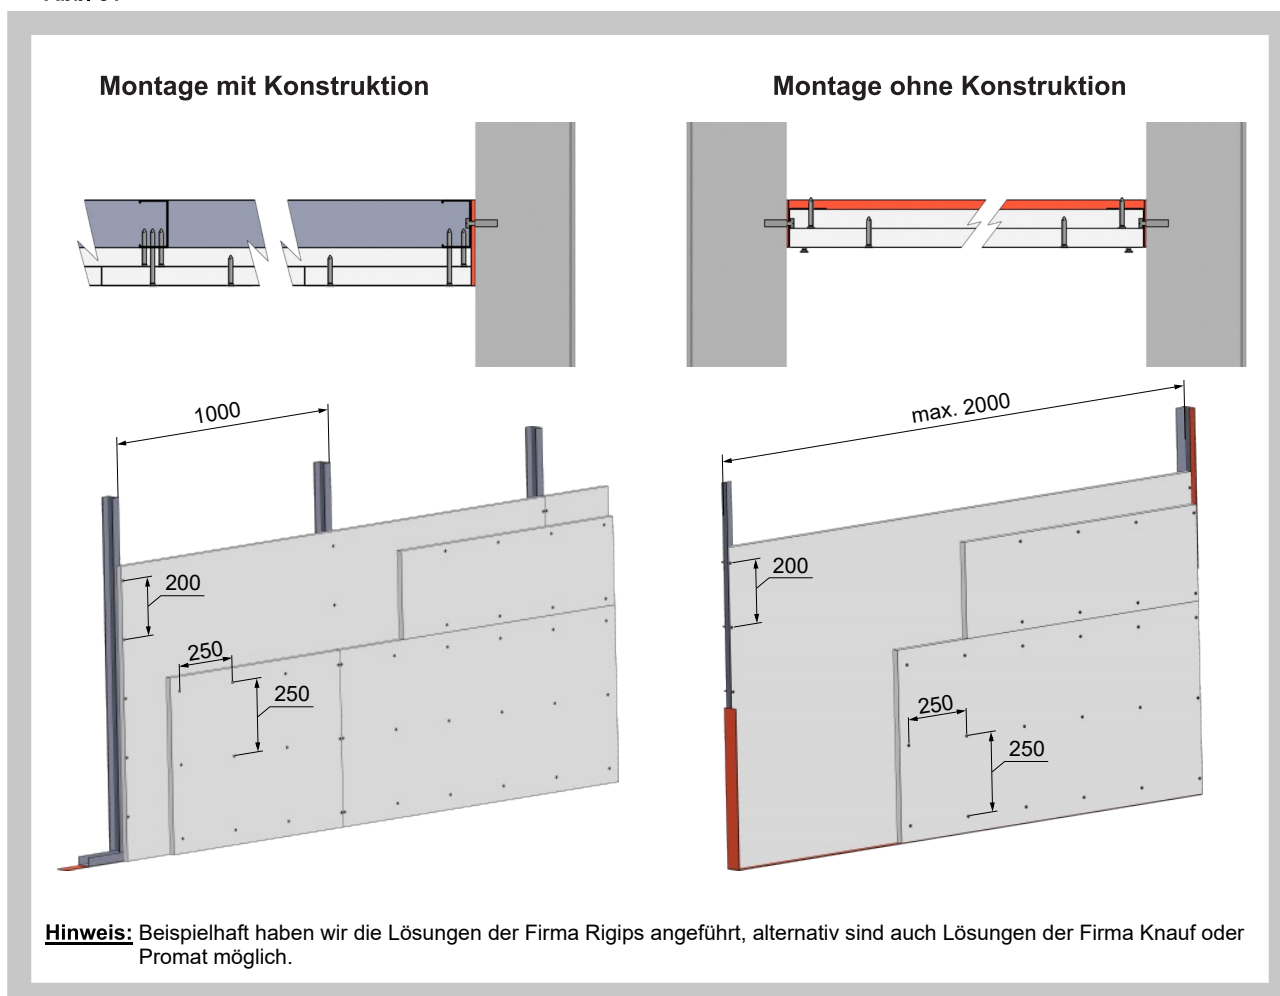 Montage mit Konstruktion
Montage ohne Konstruktion
1000
200
250
250
max. 2000
200
250
250
Hinweis: Beispielhaft haben wir die Lösungen der Firma Rigips angeführt, alternativ sind auch Lösungen der Firma Knauf oder
Promat möglich.